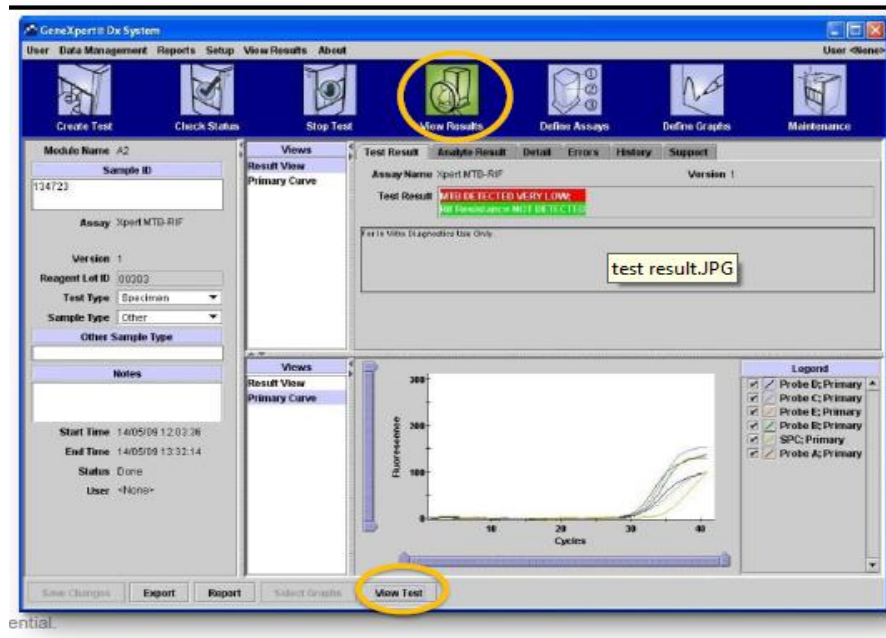 GeneXpert® Dx System
User Data Management Reports Setup View Results About User <None>
Create Test Check Status Stop Test View Results Define Assays Define Graphs Maintenance
Module Name A2
Sample ID
134723
Assay Xpert MTB-RIF
Version 1
Reagent Lot ID 00303
Test Type Specimen
Sample Type Other
Other Sample Type
Notes
Start Time 14/05/09 12:03:36
End Time 14/05/09 13:32:14
Status Done
User <None>
Views
Result View
Primary Curve
Test Result Analyte Result Detail Errors History Support
Assay Name Xpert MTB-RIF Version 1
Test Result MTB DETECTED VERY LOW;
Rif Resistance NOT DETECTED
For In Vitro Diagnostics Use Only.
test result.JPG
Views
Result View
Primary Curve
300
200
100
0
Fluorescence
10 20 30 40
Cycles
Legend
Probe D; Primary
Probe C; Primary
Probe E; Primary
Probe B; Primary
SPC; Primary
Probe A; Primary
Save Changes Export Report Select Graphs View Test
ential.